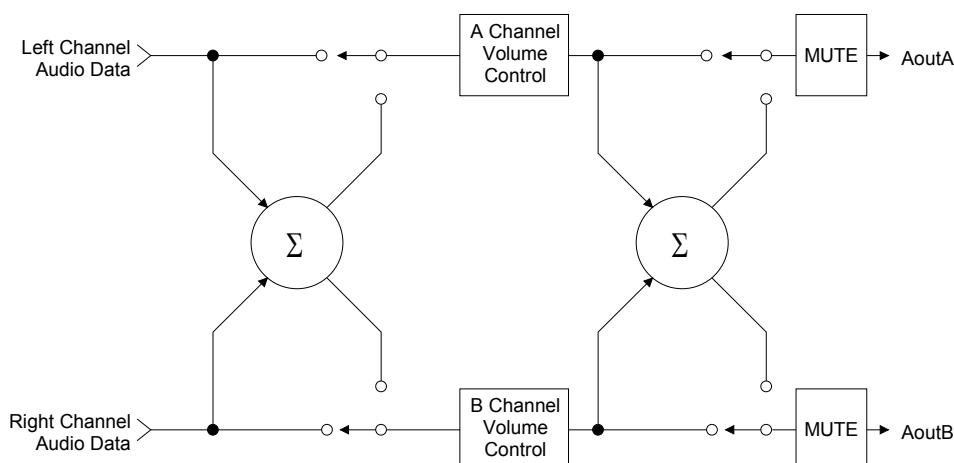 Left Channel
Audio Data
A Channel
Volume
Control
MUTE
AoutA
Σ
Σ
Right Channel
Audio Data
B Channel
Volume
Control
MUTE
AoutB